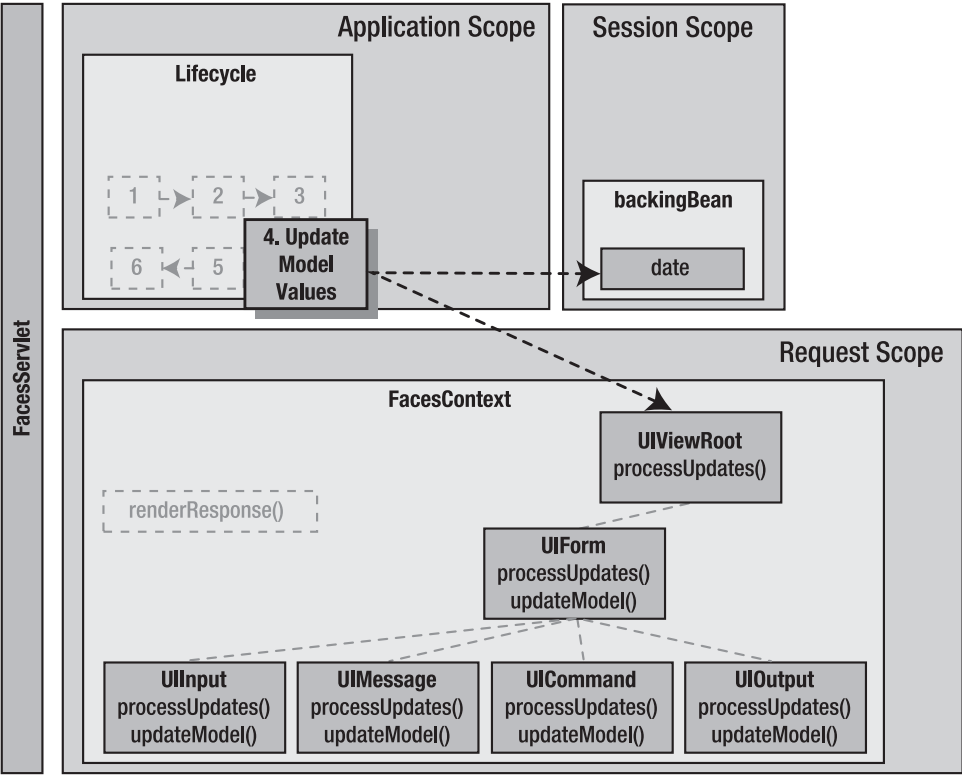 FacesServlet
Application Scope
Lifecycle
1
2
3
4. Update
Model
Values
6
5
Session Scope
backingBean
date
Request Scope
FacesContext
UIViewRoot
processUpdates()
renderResponse()
UIForm
processUpdates()
updateModel()
UIInput
processUpdates()
updateModel()
UIMessage
processUpdates()
updateModel()
UICommand
processUpdates()
updateModel()
UIOutput
processUpdates()
updateModel()